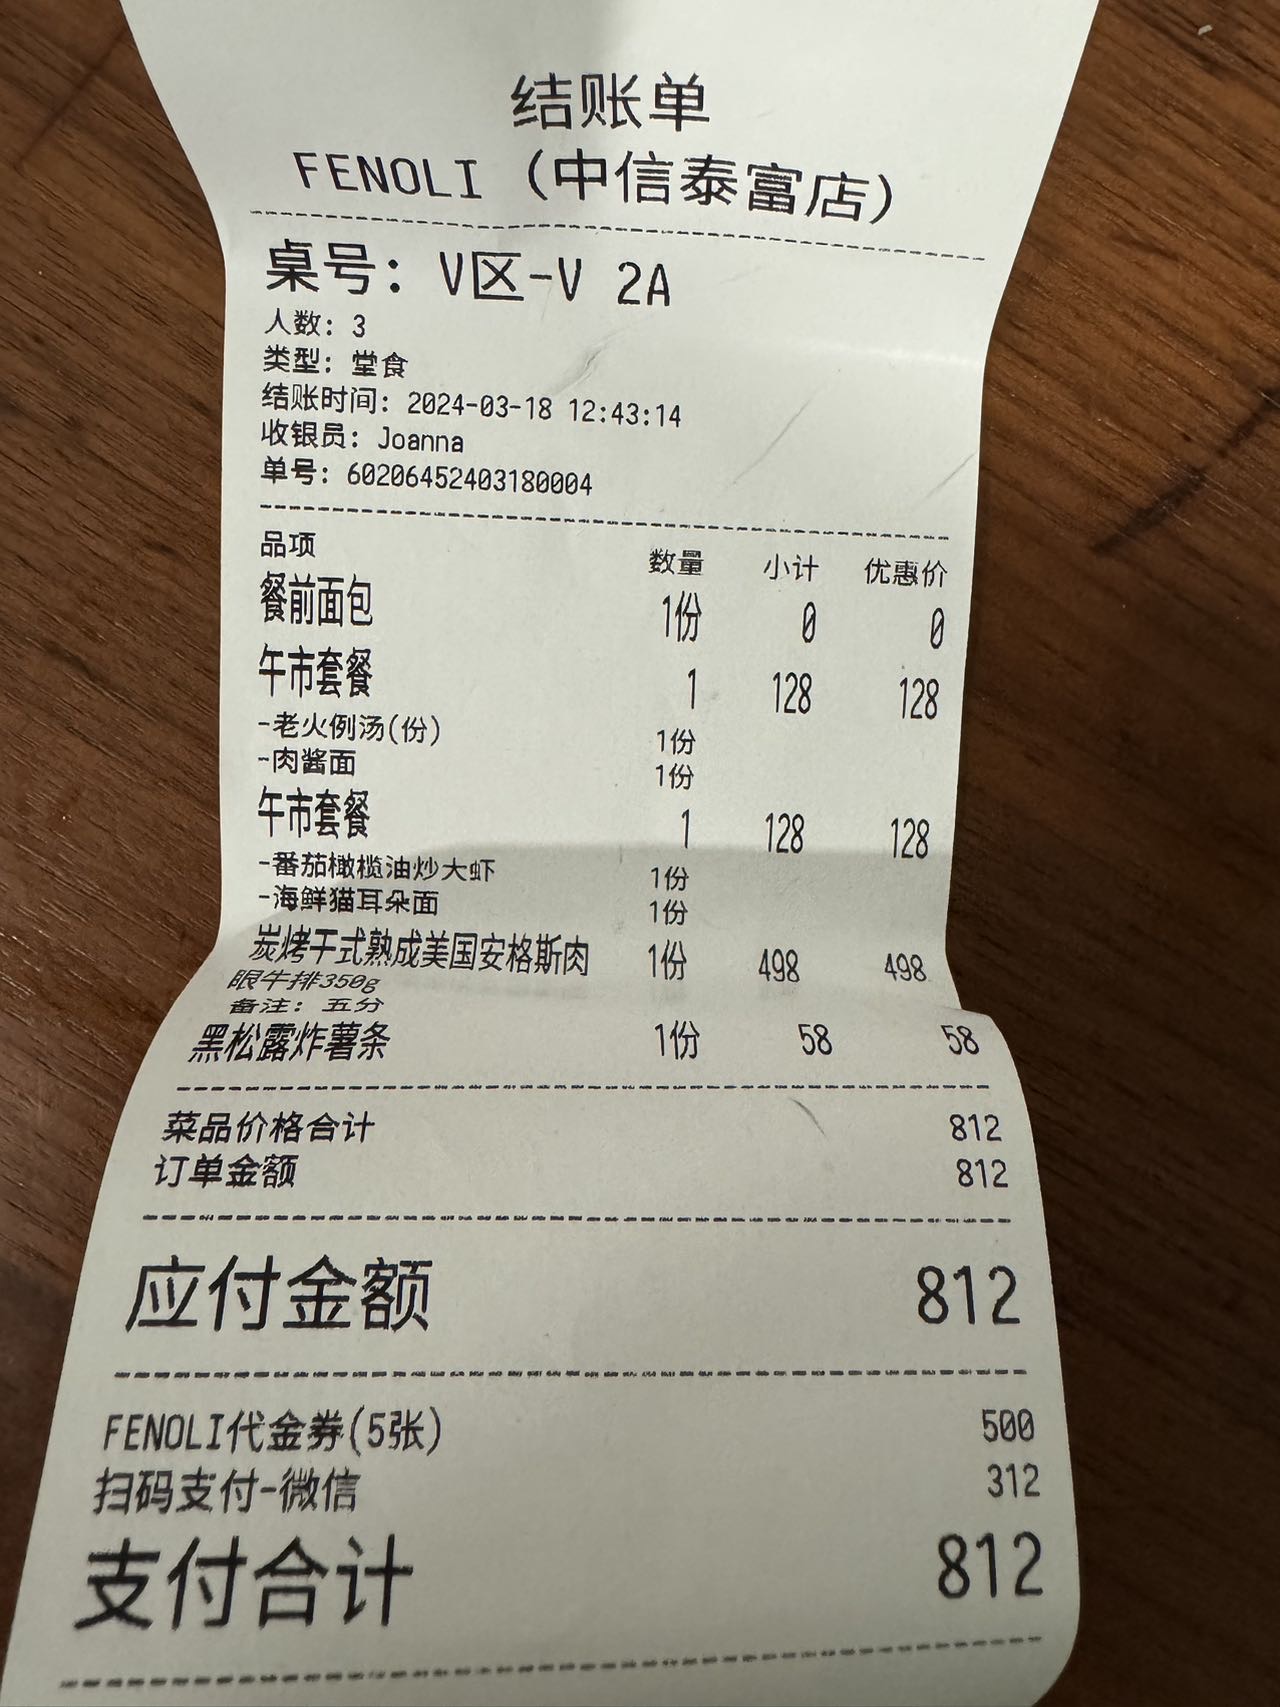 结账单
FENOLI（中信泰富店）
桌号：V区-V 2A
人数：3
类型：堂食
结账时间：2024-03-18 12:43:14
收银员：Joanna
单号：60206452403180004
品项 数量 小计 优惠价
餐前面包 1份 0 0
午市套餐 1 128 128
-老火例汤(份) 1份
-肉酱面 1份
午市套餐 1 128 128
-番茄橄榄油炒大虾 1份
-海鲜猫耳朵面 1份
炭烤干式熟成美国安格斯肉 1份 498 498
眼牛排350g
备注：五分
黑松露炸薯条 1份 58 58
菜品价格合计 812
订单金额 812
应付金额 812
FENOLI代金券(5张) 500
扫码支付-微信 312
支付合计 812